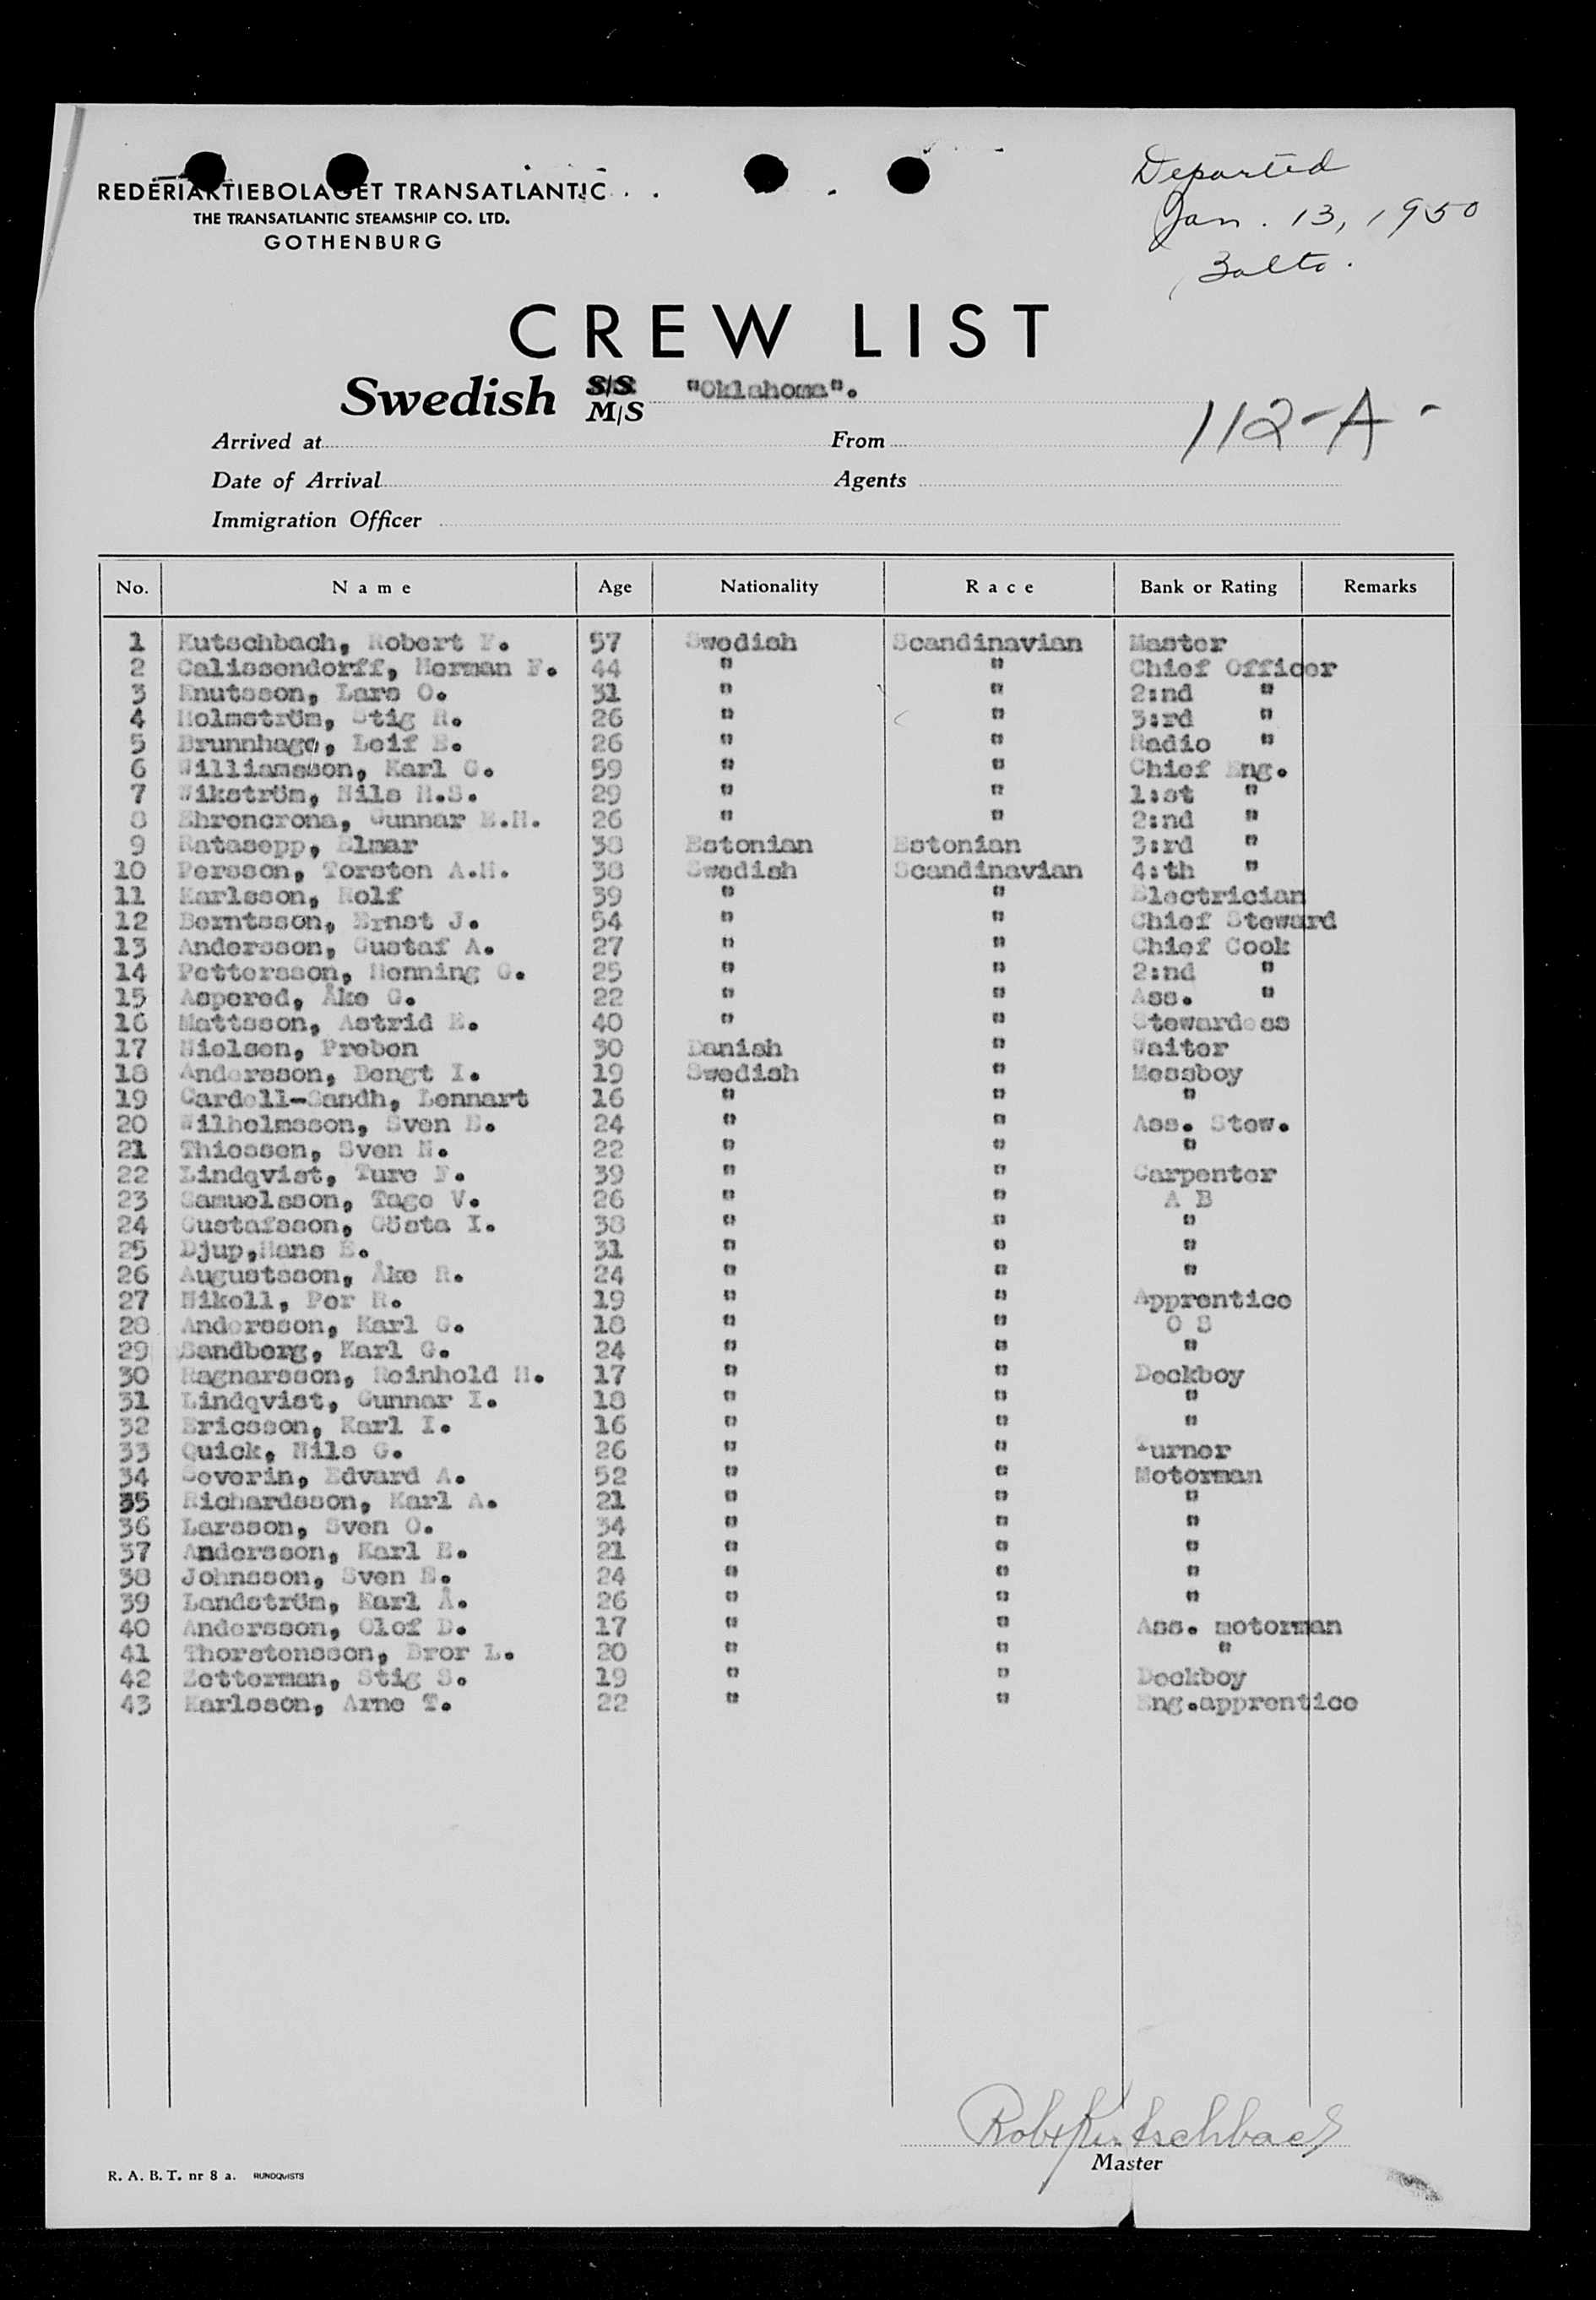 REDERIAKTIEBOLAGET TRANSATLANTIC
THE TRANSATLANTIC STEAMSHIP CO. LTD.
GOTHENBURG
Departed
Jan. 13, 1950
Balto.
CREW LIST
Swedish S/S M/S "Oklahoma".
112-A-
Arrived at From
Date of Arrival Agents
Immigration Officer
No. Name Age Nationality Race Bank or Rating Remarks
1 Kutschbach, Robert F. 57 Swedish Scandinavian Master
2 Calissendorff, Herman F. 44 " " Chief Officer
3 Knutsson, Lars O. 31 " " 2:nd "
4 Holmström, Stig R. 26 " " 3:rd "
5 Brunnhage, Leif E. 26 " " Radio "
6 Williamsson, Karl G. 59 " " Chief Eng.
7 Wikström, Nils H.S. 29 " " 1:st "
8 Ehrencrona, Gunnar E.H. 26 " " 2:nd "
9 Ratasepp, Elmar 38 Estonian Estonian 3:rd "
10 Persson, Torsten A.H. 38 Swedish Scandinavian 4:th "
11 Karlsson, Rolf 39 " " Electrician
12 Berntsson, Ernst J. 54 " " Chief Steward
13 Andersson, Gustaf A. 27 " " Chief Cook
14 Pettersson, Henning G. 25 " " 2:nd "
15 Aspered, Åke G. 22 " " Ass. "
16 Mattsson, Astrid E. 40 " " Stewardess
17 Nielsen, Preben 30 Danish " Waiter
18 Andersson, Bengt I. 19 Swedish " Messboy
19 Cardell-Sandh, Lennart 16 " " "
20 Wilhelmsson, Sven E. 24 " " Ass. Stew.
21 Thiessen, Sven N. 22 " " "
22 Lindqvist, Ture F. 39 " " Carpenter
23 Samuelsson, Tage V. 26 " " A B
24 Gustafsson, Gösta I. 38 " " "
25 Djup,Hans E. 31 " " "
26 Augustsson, Åke R. 24 " " "
27 Nikell, Per R. 19 " " Apprentice
28 Andersson, Karl G. 18 " " O S
29 Sandberg, Karl G. 24 " " "
30 Ragnarsson, Reinhold H. 17 " " Deckboy
31 Lindqvist, Gunnar I. 18 " " "
32 Ericsson, Karl I. 16 " " "
33 Quick, Nils G. 26 " " Turner
34 Severin, Edvard A. 52 " " Motorman
35 Richardsson, Karl A. 21 " " "
36 Larsson, Sven O. 34 " " "
37 Andersson, Karl E. 21 " " "
38 Johnsson, Sven E. 24 " " "
39 Landström, Karl Å. 26 " " "
40 Andersson, Olof D. 17 " " Ass. motorman
41 Thorstensson, Bror L. 20 " " "
42 Zetterman, Stig S. 19 " " Deckboy
43 Karlsson, Arne T. 22 " " Eng.apprentice
Rob Kutschbach
Master
R. A. B. T. nr 8 a. RUNDQVISTS